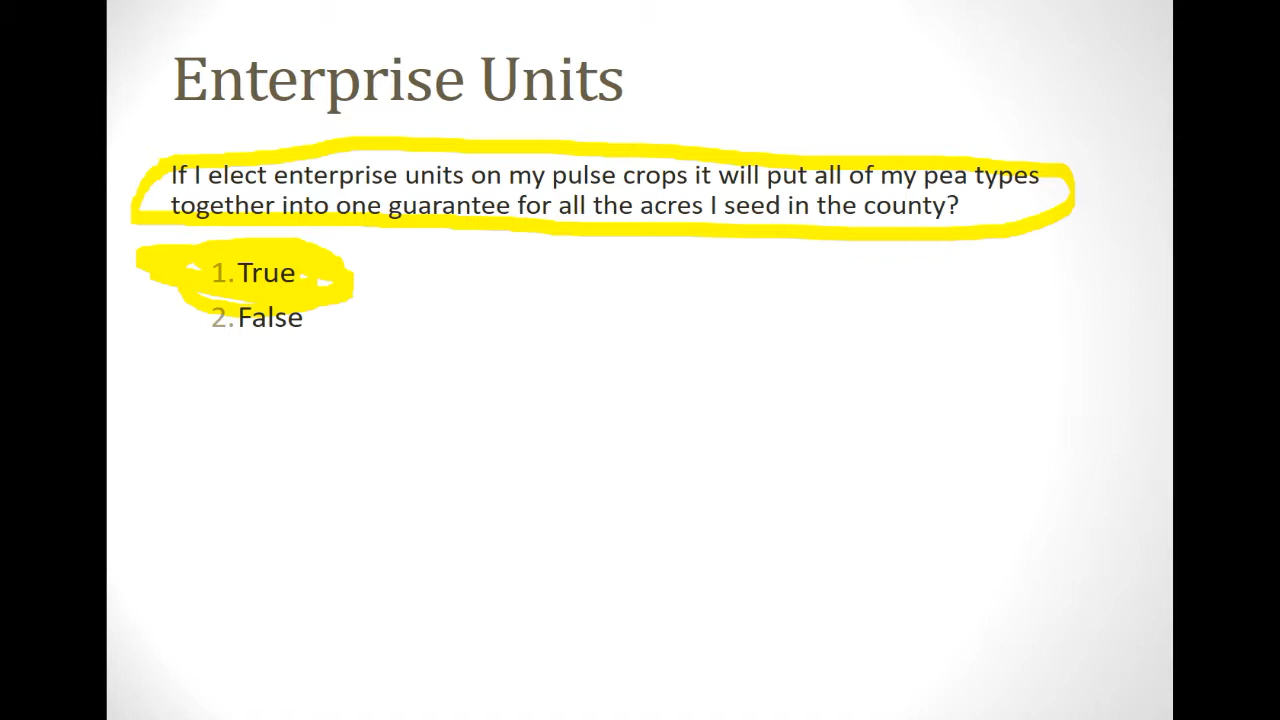 Enterprise Units
If I elect enterprise units on my pulse crops it will put all of my pea types
together into one guarantee for all the acres I seed in the county?
1. True
2. False